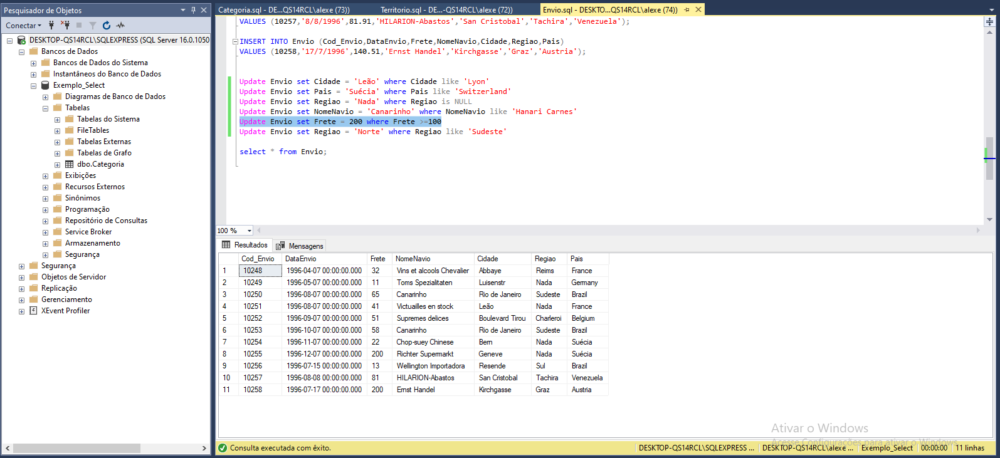 Pesquisador de Objetos
Conectar
DESKTOP-QS14RCL\SQLEXPRESS (SQL Server 16.0.1050
Bancos de Dados
Bancos de Dados do Sistema
Instantâneos do Banco de Dados
Exemplo_Select
Diagramas de Banco de Dados
Tabelas
Tabelas do Sistema
FileTables
Tabelas Externas
Tabelas de Grafo
dbo.Categoria
Exibições
Recursos Externos
Sinônimos
Programação
Repositório de Consultas
Service Broker
Armazenamento
Segurança
Segurança
Objetos de Servidor
Replicação
Gerenciamento
XEvent Profiler
Categoria.sql - DE...QS14RCL\alexe (73))
Territorio.sql - DE...-QS14RCL\alexe (72))
Envio.sql - DESKTO...QS14RCL\alexe (74))
VALUES (10257,'8/8/1996',81.91,'HILARION-Abastos','San Cristobal','Tachira','Venezuela');
INSERT INTO Envio (Cod_Envio,DataEnvio,Frete,NomeNavio,Cidade,Regiao,Pais)
VALUES (10258,'17/7/1996',140.51,'Ernst Handel','Kirchgasse','Graz','Austria');
Update Envio set Cidade = 'Leão' where Cidade like 'Lyon'
Update Envio set Pais = 'Suécia' where Pais like 'Switzerland'
Update Envio set Regiao = 'Nada' where Regiao is NULL
Update Envio set NomeNavio = 'Canarinho' where NomeNavio like 'Hanari Carnes'
Update Envio set Frete = 200 where Frete >=100
Update Envio set Regiao = 'Norte' where Regiao like 'Sudeste'
select * from Envio;
100 %
Resultados Mensagens
Cod_Envio DataEnvio Frete NomeNavio Cidade Regiao Pais
1 10248 1996-04-07 00:00:00.000 32 Vins et alcools Chevalier Abbaye Reims France
2 10249 1996-05-07 00:00:00.000 11 Toms Spezialitaten Luisenstr Nada Germany
3 10250 1996-08-07 00:00:00.000 65 Canarinho Rio de Janeiro Sudeste Brazil
4 10251 1996-08-07 00:00:00.000 41 Victuailles en stock Leão Nada France
5 10252 1996-09-07 00:00:00.000 51 Supremes delices Boulevard Tirou Charleroi Belgium
6 10253 1996-10-07 00:00:00.000 58 Canarinho Rio de Janeiro Sudeste Brazil
7 10254 1996-11-07 00:00:00.000 22 Chop-suey Chinese Bern Nada Suécia
8 10255 1996-12-07 00:00:00.000 200 Richter Supermarkt Geneve Nada Suécia
9 10256 1996-07-15 00:00:00.000 13 Wellington Importadora Resende Sul Brazil
10 10257 1996-08-08 00:00:00.000 81 HILARION-Abastos San Cristobal Tachira Venezuela
11 10258 1996-07-17 00:00:00.000 200 Ernst Handel Kirchgasse Graz Austria
Ativar o Windows
Acesse Configurações para ativar o Windows.
Consulta executada com êxito.
DESKTOP-QS14RCL\SQLEXPRESS ... DESKTOP-QS14RCL\alexe ... Exemplo_Select 00:00:00 11 linhas